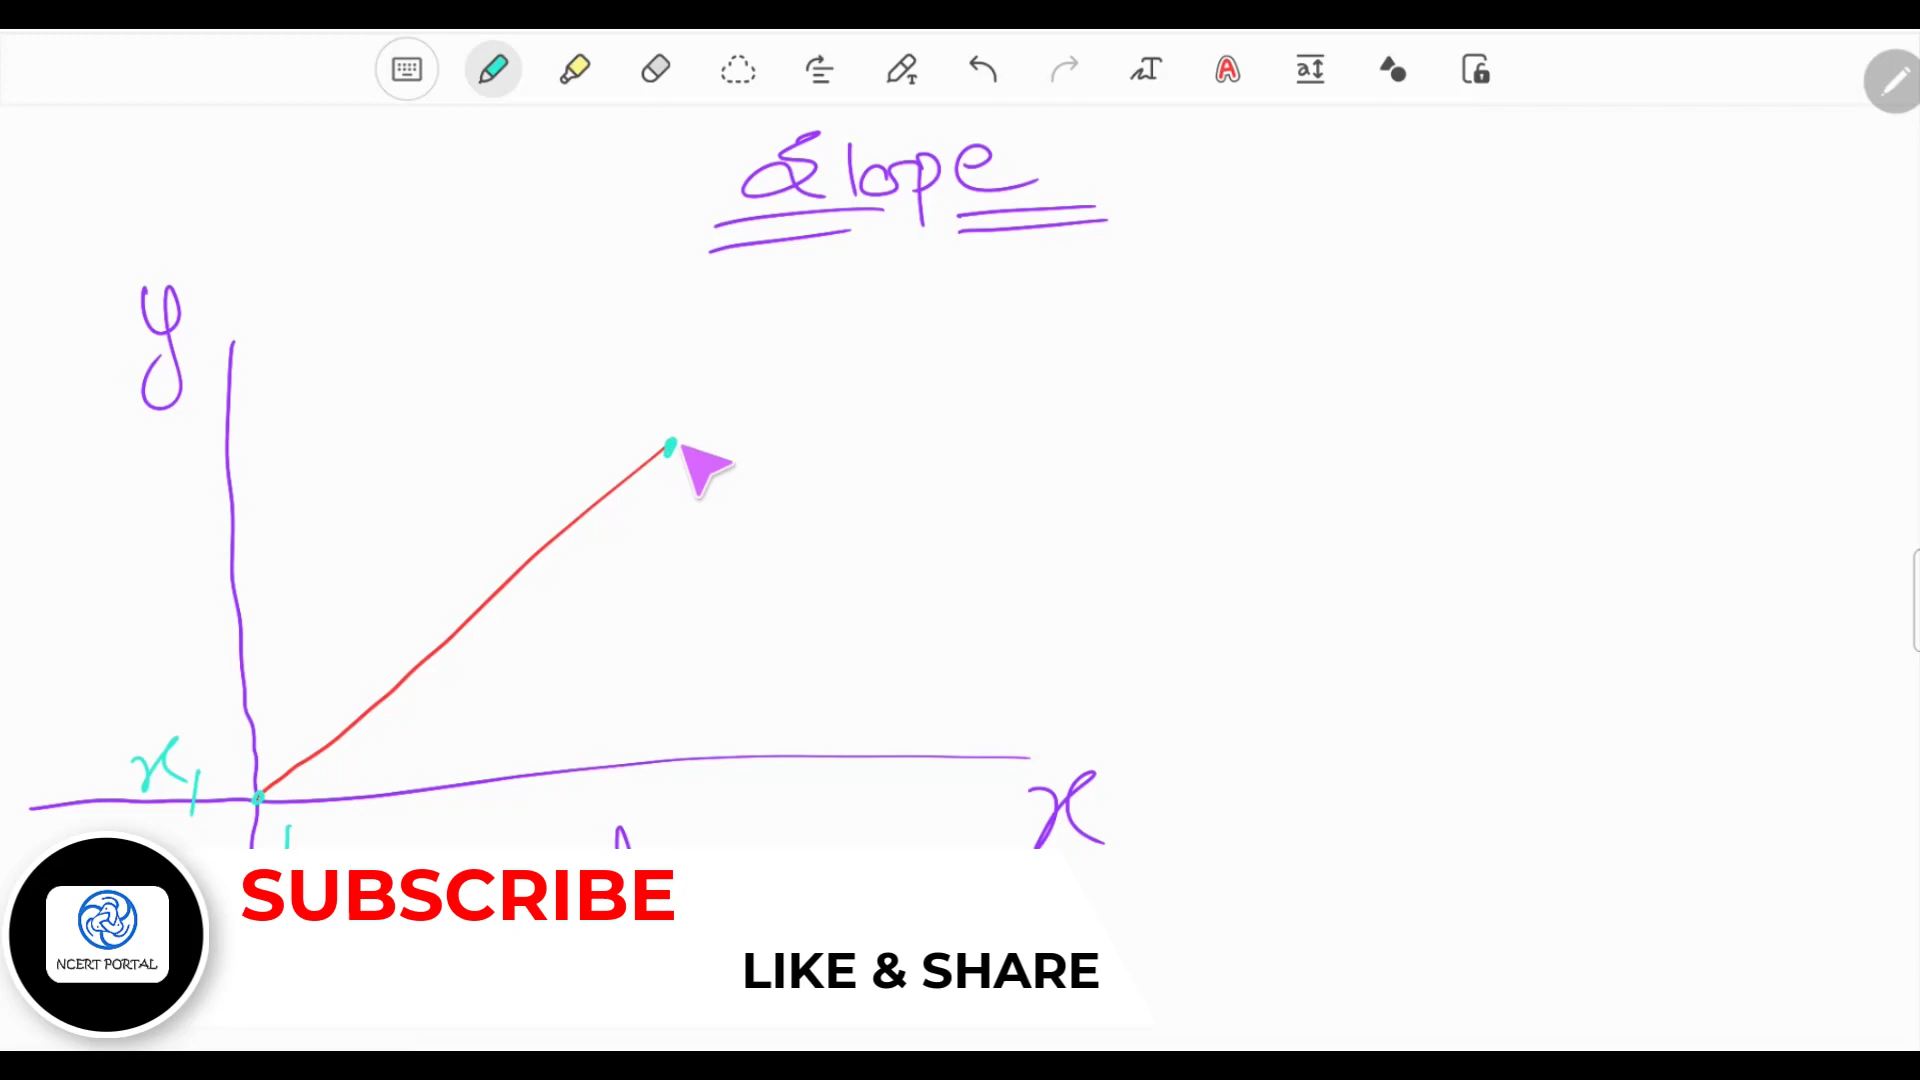 Slope
y
x₁
x
SUBSCRIBE
LIKE & SHARE
NCERT PORTAL